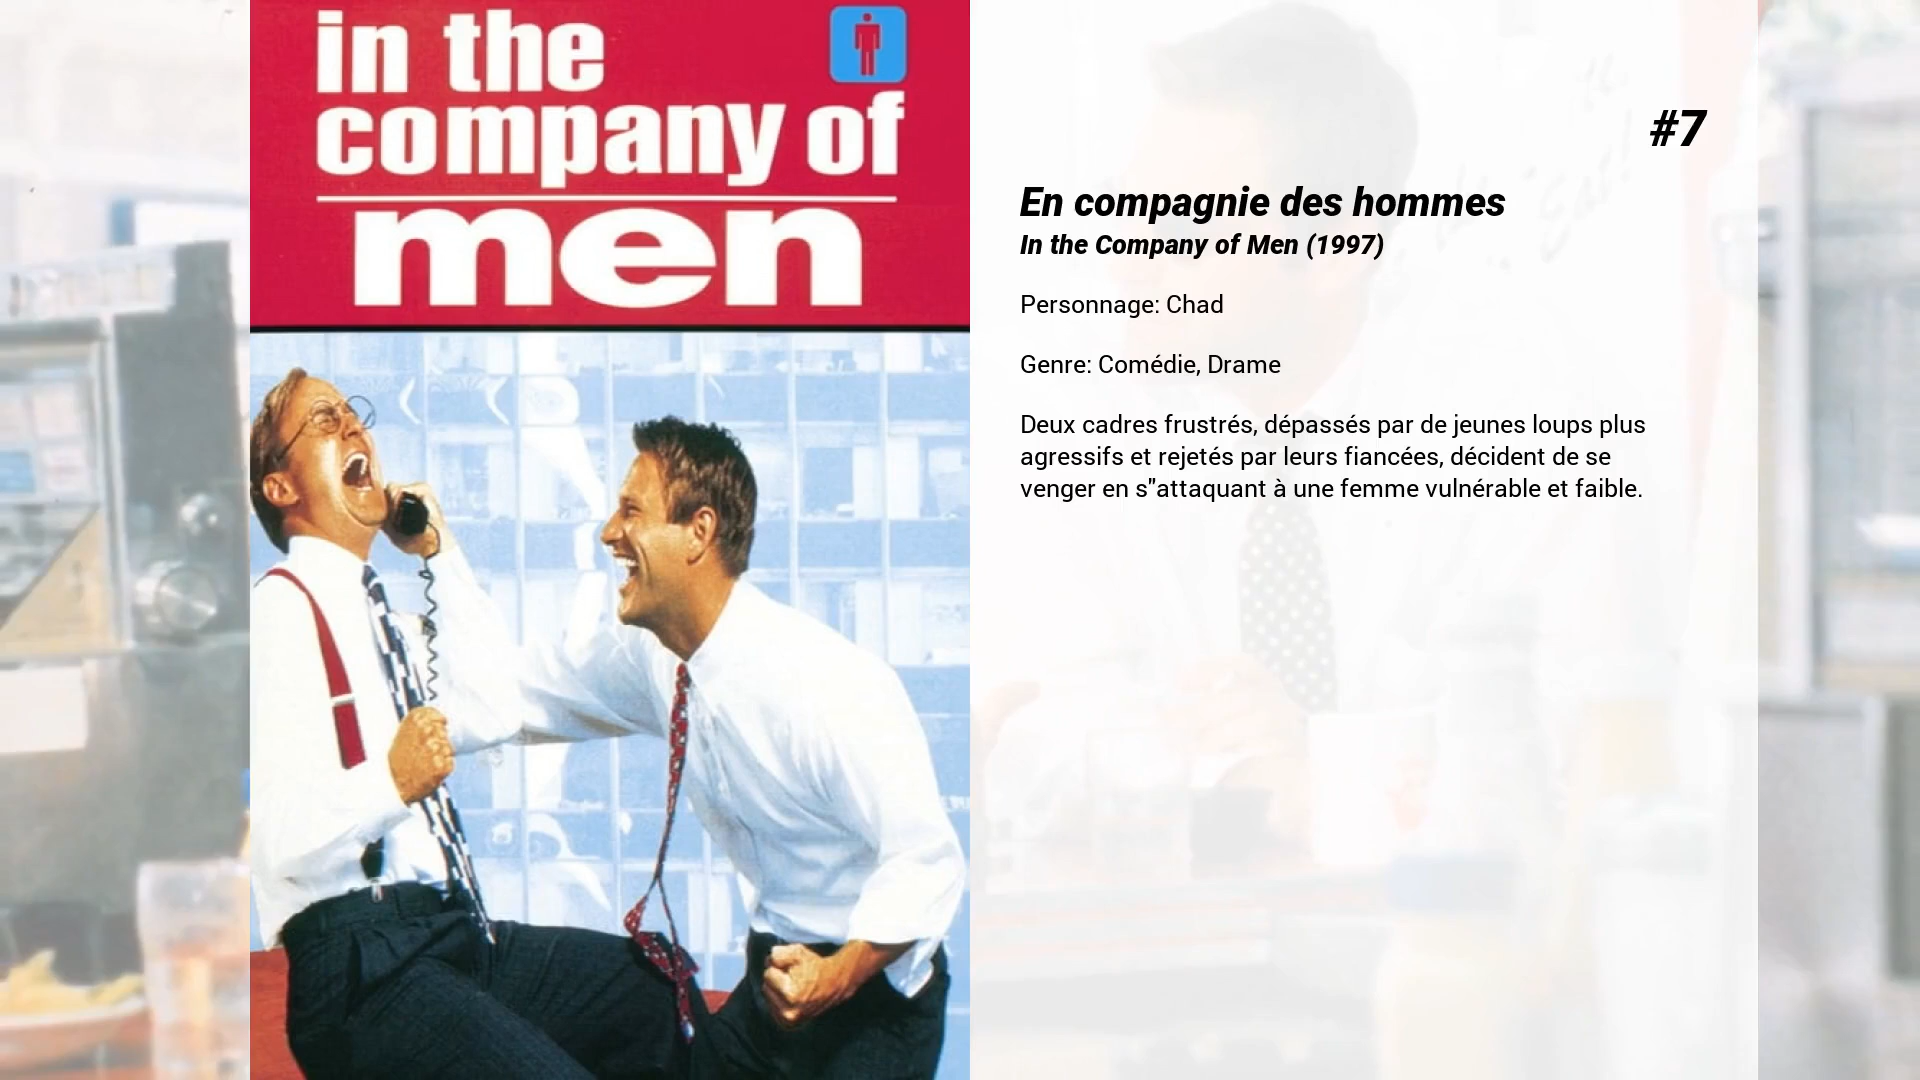 in the
company of
men
#7
En compagnie des hommes
In the Company of Men (1997)
Personnage: Chad
Genre: Comédie, Drame
Deux cadres frustrés, dépassés par de jeunes loups plus
agressifs et rejetés par leurs fiancées, décident de se
venger en s"attaquant à une femme vulnérable et faible.